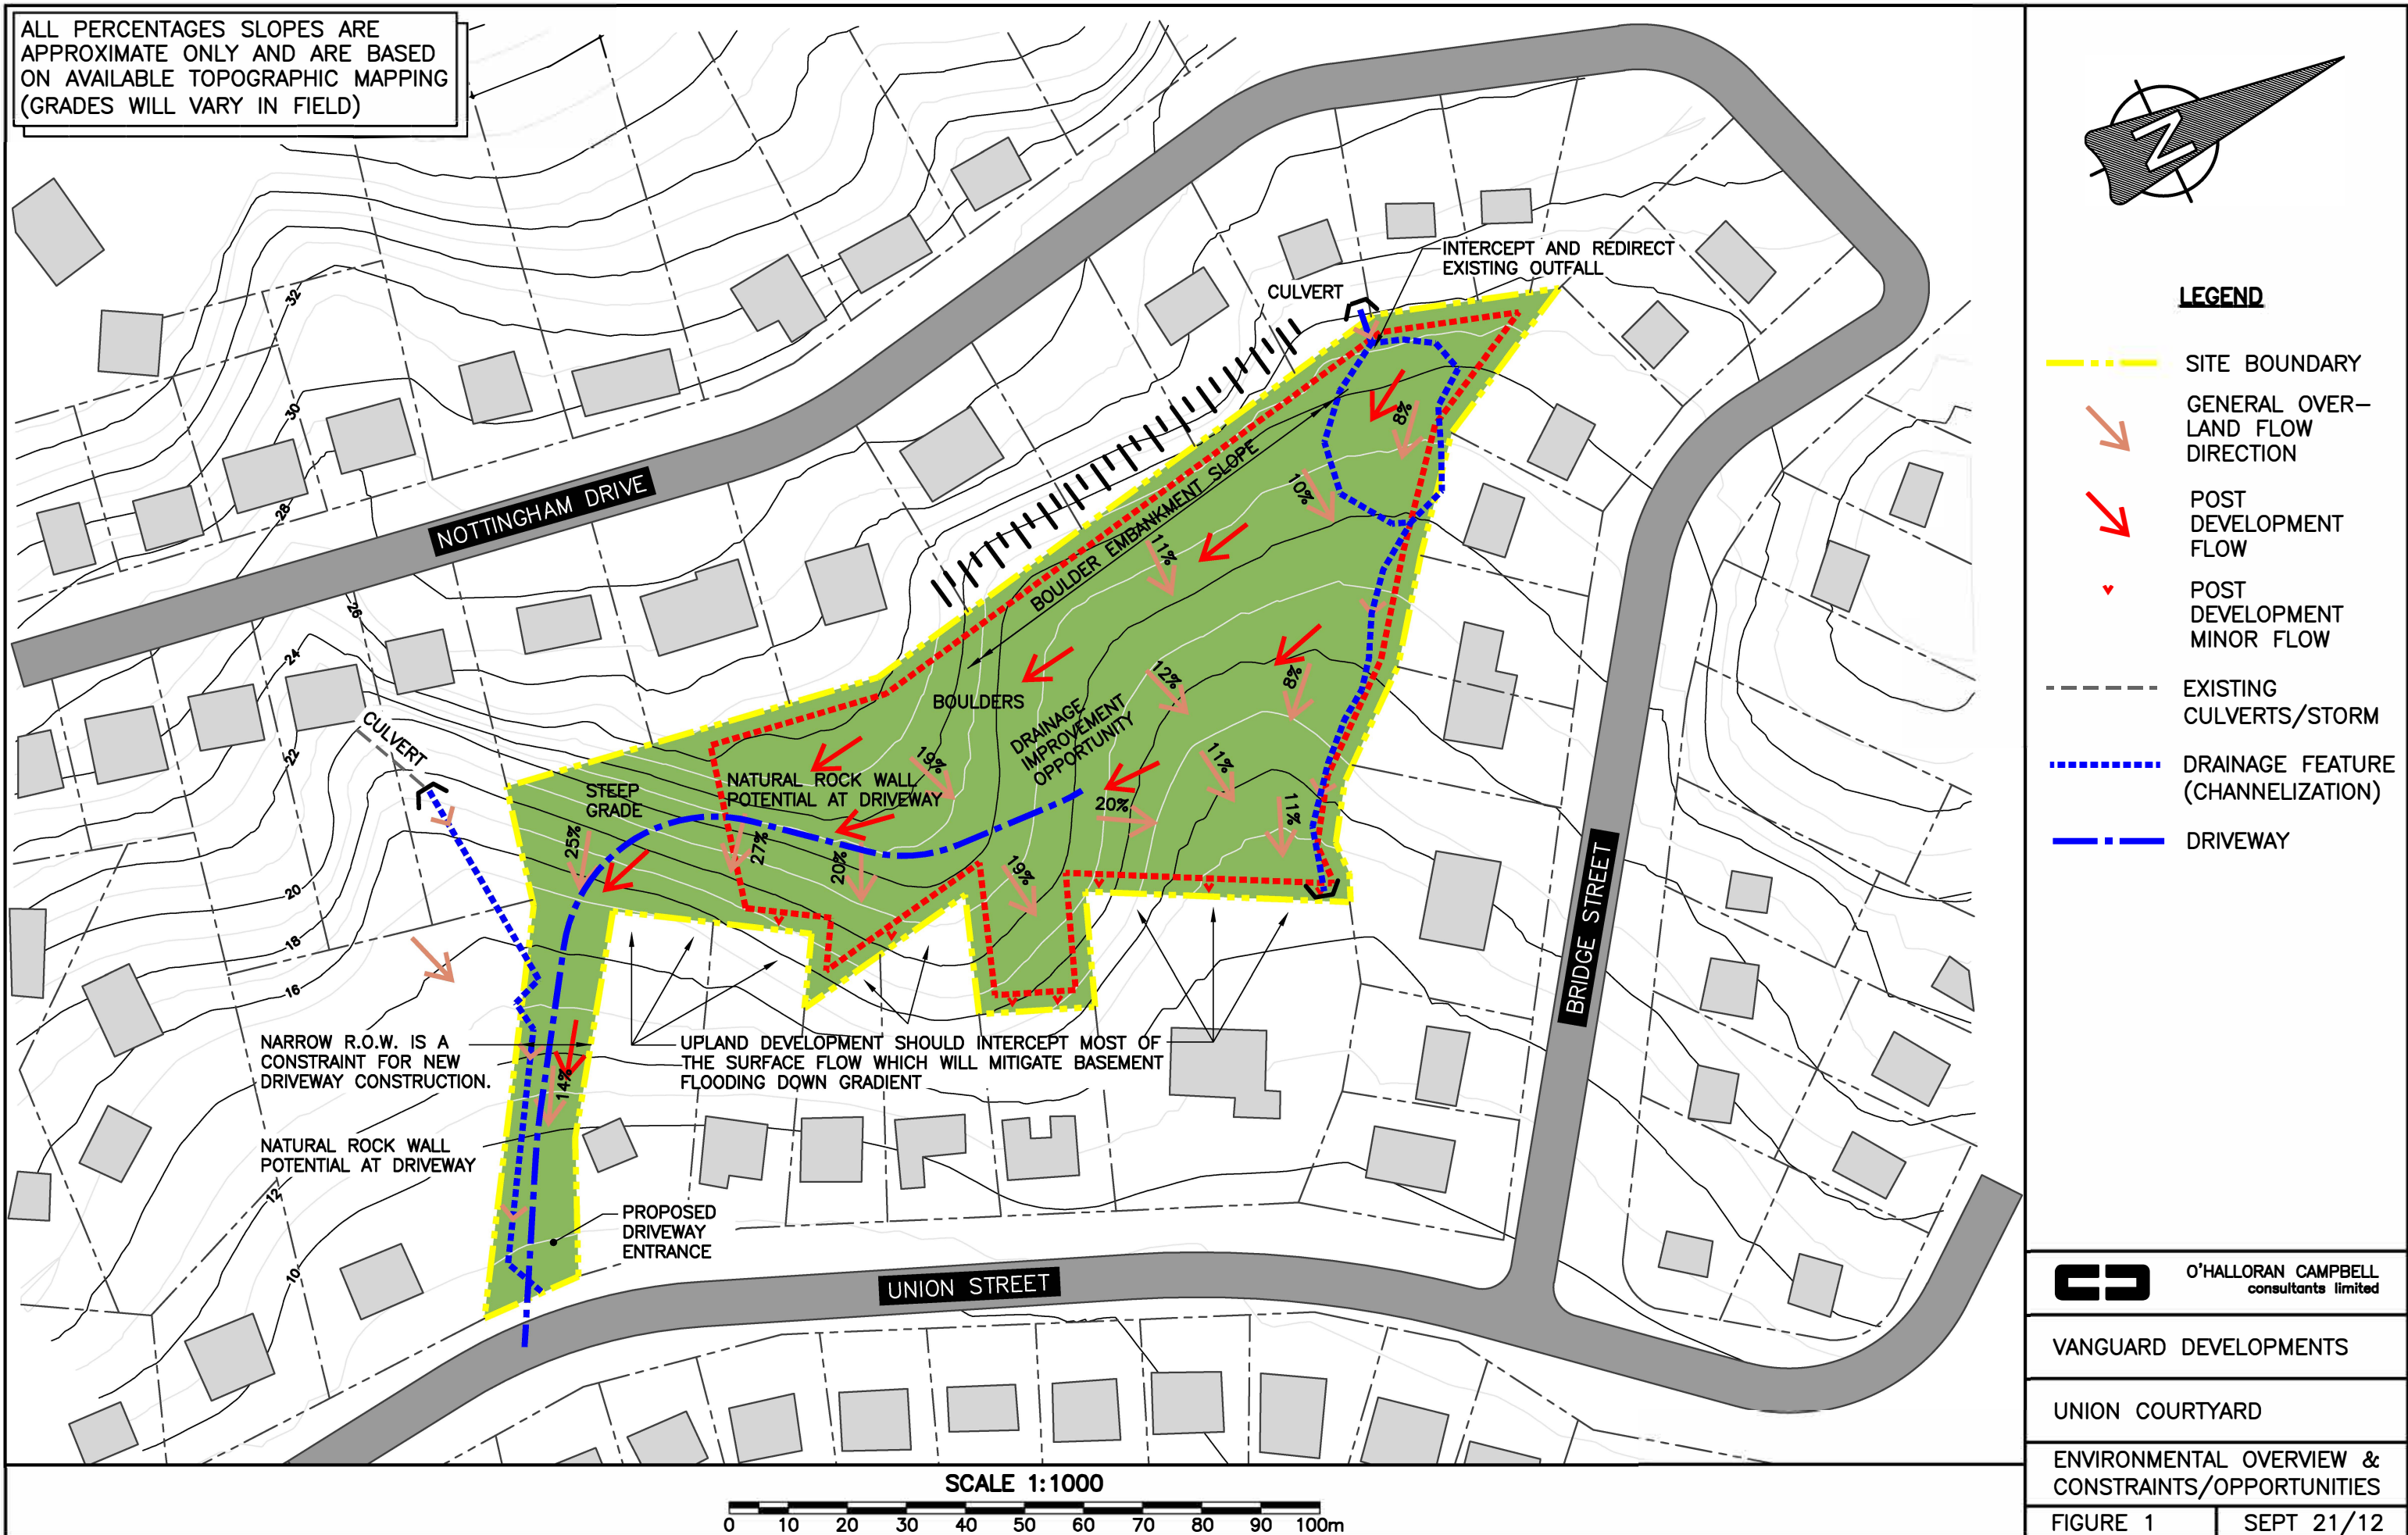 ALL PERCENTAGES SLOPES ARE
APPROXIMATE ONLY AND ARE BASED
ON AVAILABLE TOPOGRAPHIC MAPPING
(GRADES WILL VARY IN FIELD)
N
LEGEND
SITE BOUNDARY
GENERAL OVER-
LAND FLOW
DIRECTION
POST
DEVELOPMENT
FLOW
POST
DEVELOPMENT
MINOR FLOW
EXISTING
CULVERTS/STORM
DRAINAGE FEATURE
(CHANNELIZATION)
DRIVEWAY
INTERCEPT AND REDIRECT
EXISTING OUTFALL
CULVERT
32
30
28
26
24
22
20
18
16
12
10
NOTTINGHAM DRIVE
BOULDER EMBANKMENT SLOPE
8%
10%
11%
12%
8%
BOULDERS
DRAINAGE
IMPROVEMENT
OPPORTUNITY
CULVERT
19%
11%
20%
11%
STEEP
GRADE
NATURAL ROCK WALL
POTENTIAL AT DRIVEWAY
25%
27%
20%
19%
14%
NARROW R.O.W. IS A
CONSTRAINT FOR NEW
DRIVEWAY CONSTRUCTION.
UPLAND DEVELOPMENT SHOULD INTERCEPT MOST OF
THE SURFACE FLOW WHICH WILL MITIGATE BASEMENT
FLOODING DOWN GRADIENT
NATURAL ROCK WALL
POTENTIAL AT DRIVEWAY
PROPOSED
DRIVEWAY
ENTRANCE
BRIDGE STREET
UNION STREET
O'HALLORAN CAMPBELL
consultants limited
VANGUARD DEVELOPMENTS
UNION COURTYARD
ENVIRONMENTAL OVERVIEW &
CONSTRAINTS/OPPORTUNITIES
FIGURE 1
SEPT 21/12
SCALE 1:1000
0 10 20 30 40 50 60 70 80 90 100m